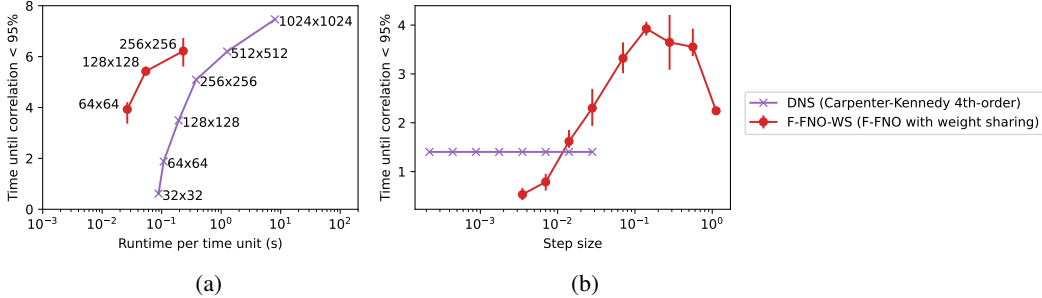 Time until correlation < 95%
8
6
4
2
0
10⁻³
10⁻²
10⁻¹
10⁰
10¹
10²
Runtime per time unit (s)
64x64
128x128
256x256
32x32
64x64
128x128
256x256
512x512
1024x1024
(a)
Time until correlation < 95%
4
3
2
1
10⁻³
10⁻²
10⁻¹
10⁰
Step size
(b)
DNS (Carpenter-Kennedy 4th-order)
F-FNO-WS (F-FNO with weight sharing)